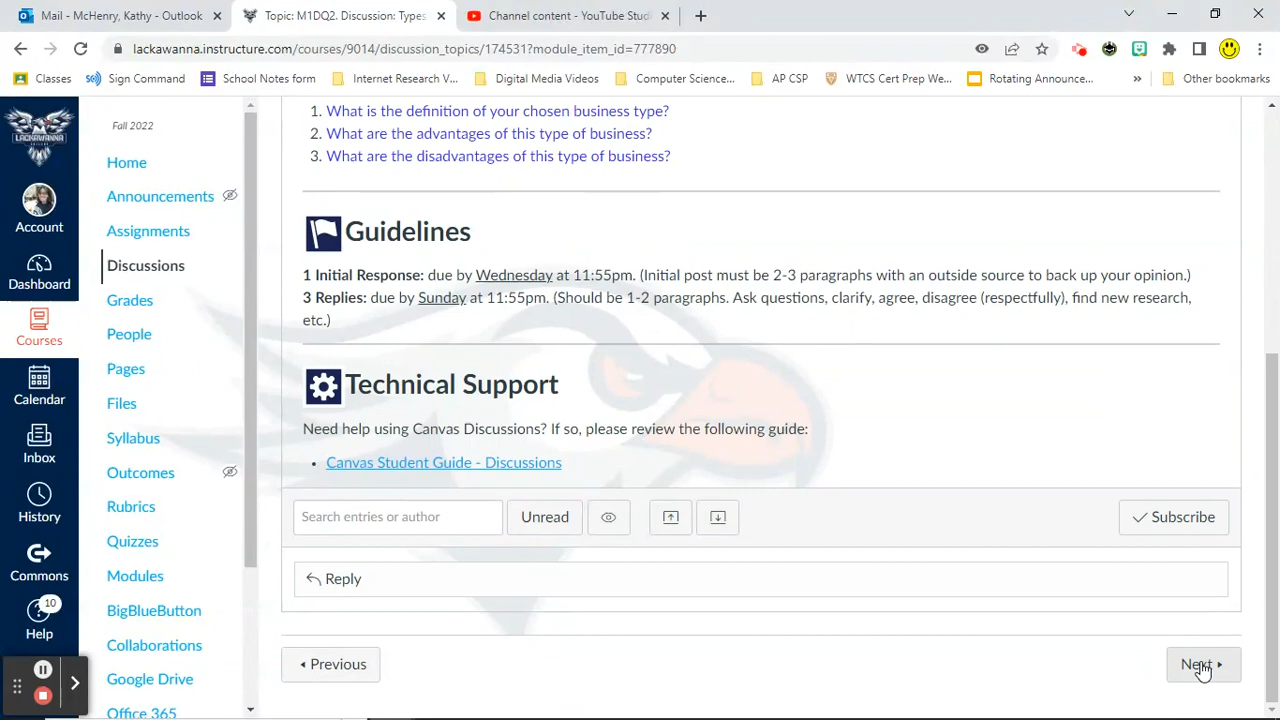 Mail - McHenry, Kathy - Outlook
Topic: M1DQ2. Discussion: Types
Channel content - YouTube Stud
lackawanna.instructure.com/courses/9014/discussion_topics/174531?module_item_id=777890
Classes
Sign Command
School Notes form
Internet Research V...
Digital Media Videos
Computer Science...
AP CSP
WTCS Cert Prep We...
Rotating Announce...
»
Other bookmarks
LACKAWANNA
Account
Dashboard
Courses
Calendar
Inbox
History
Commons
10
Help
Fall 2022
Home
Announcements
Assignments
Discussions
Grades
People
Pages
Files
Syllabus
Outcomes
Rubrics
Quizzes
Modules
BigBlueButton
Collaborations
Google Drive
Office 365
1. What is the definition of your chosen business type?
2. What are the advantages of this type of business?
3. What are the disadvantages of this type of business?
Guidelines
1 Initial Response: due by Wednesday at 11:55pm. (Initial post must be 2-3 paragraphs with an outside source to back up your opinion.)
3 Replies: due by Sunday at 11:55pm. (Should be 1-2 paragraphs. Ask questions, clarify, agree, disagree (respectfully), find new research,
etc.)
Technical Support
Need help using Canvas Discussions? If so, please review the following guide:
• Canvas Student Guide - Discussions
Search entries or author
Unread
Subscribe
Reply
Previous
Next